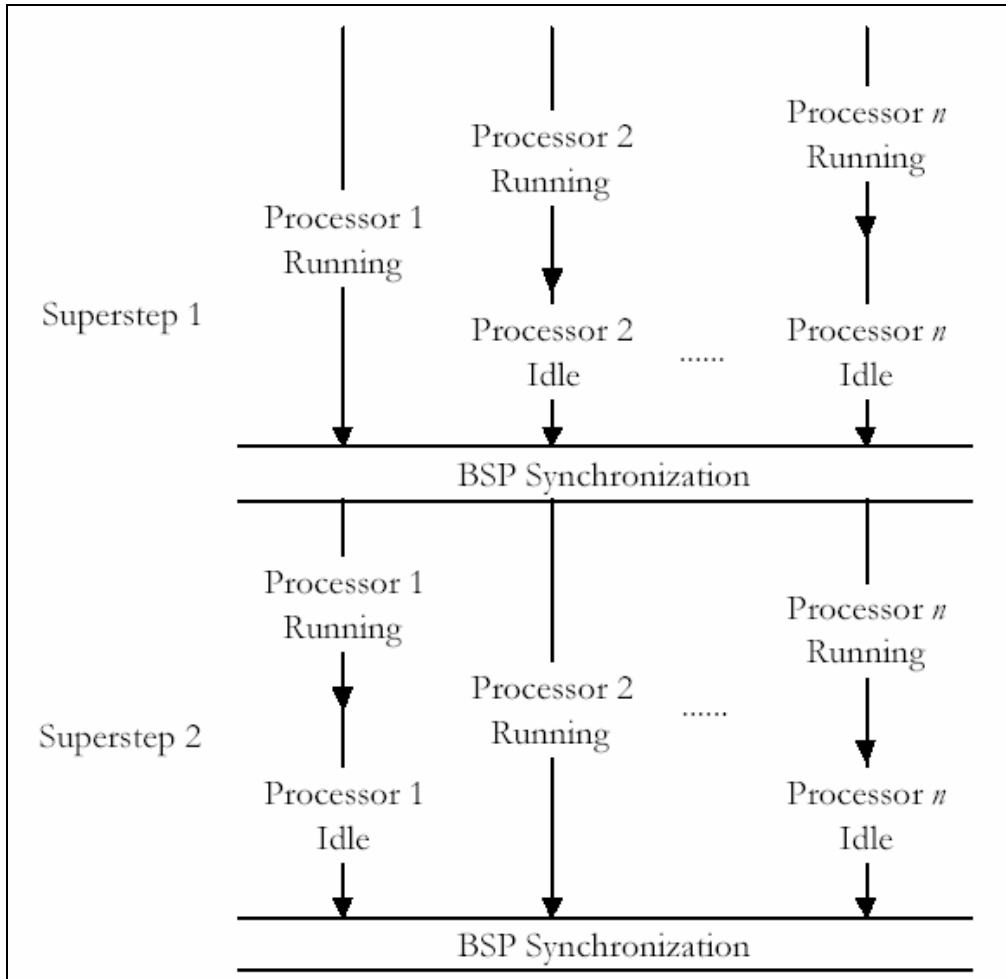 Processor n
Processor 2
Running
Running
Processor 1
Running
Superstep 1
Processor 2
Processor n
......
Idle
Idle
BSP Synchronization
Processor 1
Processor n
Running
Running
Processor 2
......
Superstep 2
Running
Processor 1
Processor n
Idle
Idle
BSP Synchronization